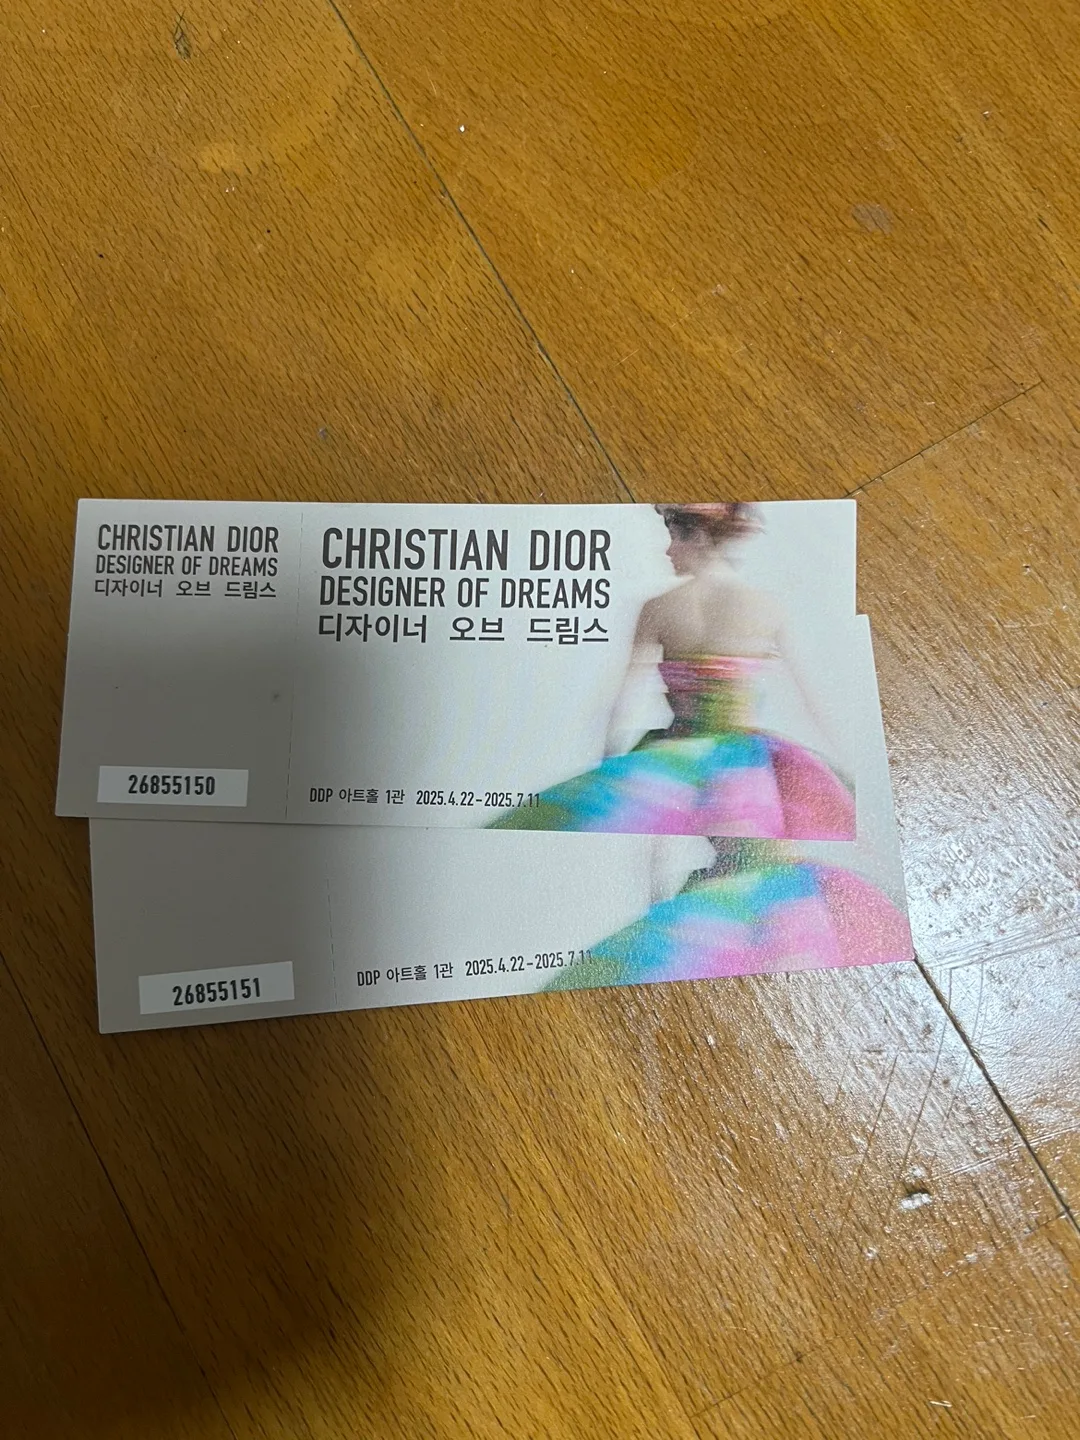 CHRISTIAN DIOR
DESIGNER OF DREAMS
디자이너 오브 드림스
26855150
CHRISTIAN DIOR
DESIGNER OF DREAMS
디자이너 오브 드림스
DDP 아트홀 1관 2025.4.22-2025.7.11
26855151
DDP 아트홀 1관 2025.4.22-2025.7.11